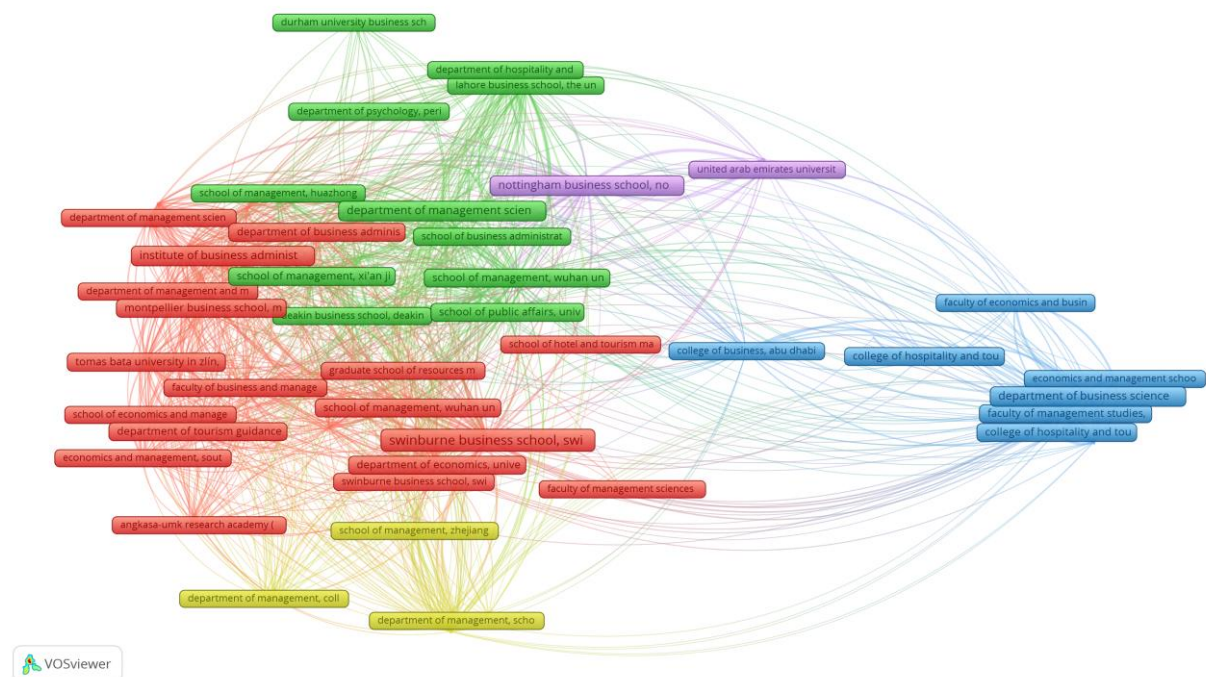 durham university business sch
department of hospitality and
lahore business school, the un
department of psychology, peri
united arab emirates universit
nottingham business school, no
school of management, huazhong
department of management scien
department of management scien
department of business adminis
school of business administrat
institute of business administ
school of management, xi'an ji
school of management, wuhan un
department of management and m
montpellier business school, m
deakin business school, deakin
school of public affairs, univ
faculty of economics and busin
school of hotel and tourism ma
college of business, abu dhabi
college of hospitality and tou
tomas bata university in zlín,
graduate school of resources m
economics and management schoo
faculty of business and manage
department of business science
school of management, wuhan un
school of economics and manage
faculty of management studies,
department of tourism guidance
college of hospitality and tou
swinburne business school, swi
economics and management, sout
department of economics, unive
swinburne business school, swi
faculty of management sciences
angkasa-umk research academy (
school of management, zhejiang
department of management, coll
department of management, scho
VOSviewer